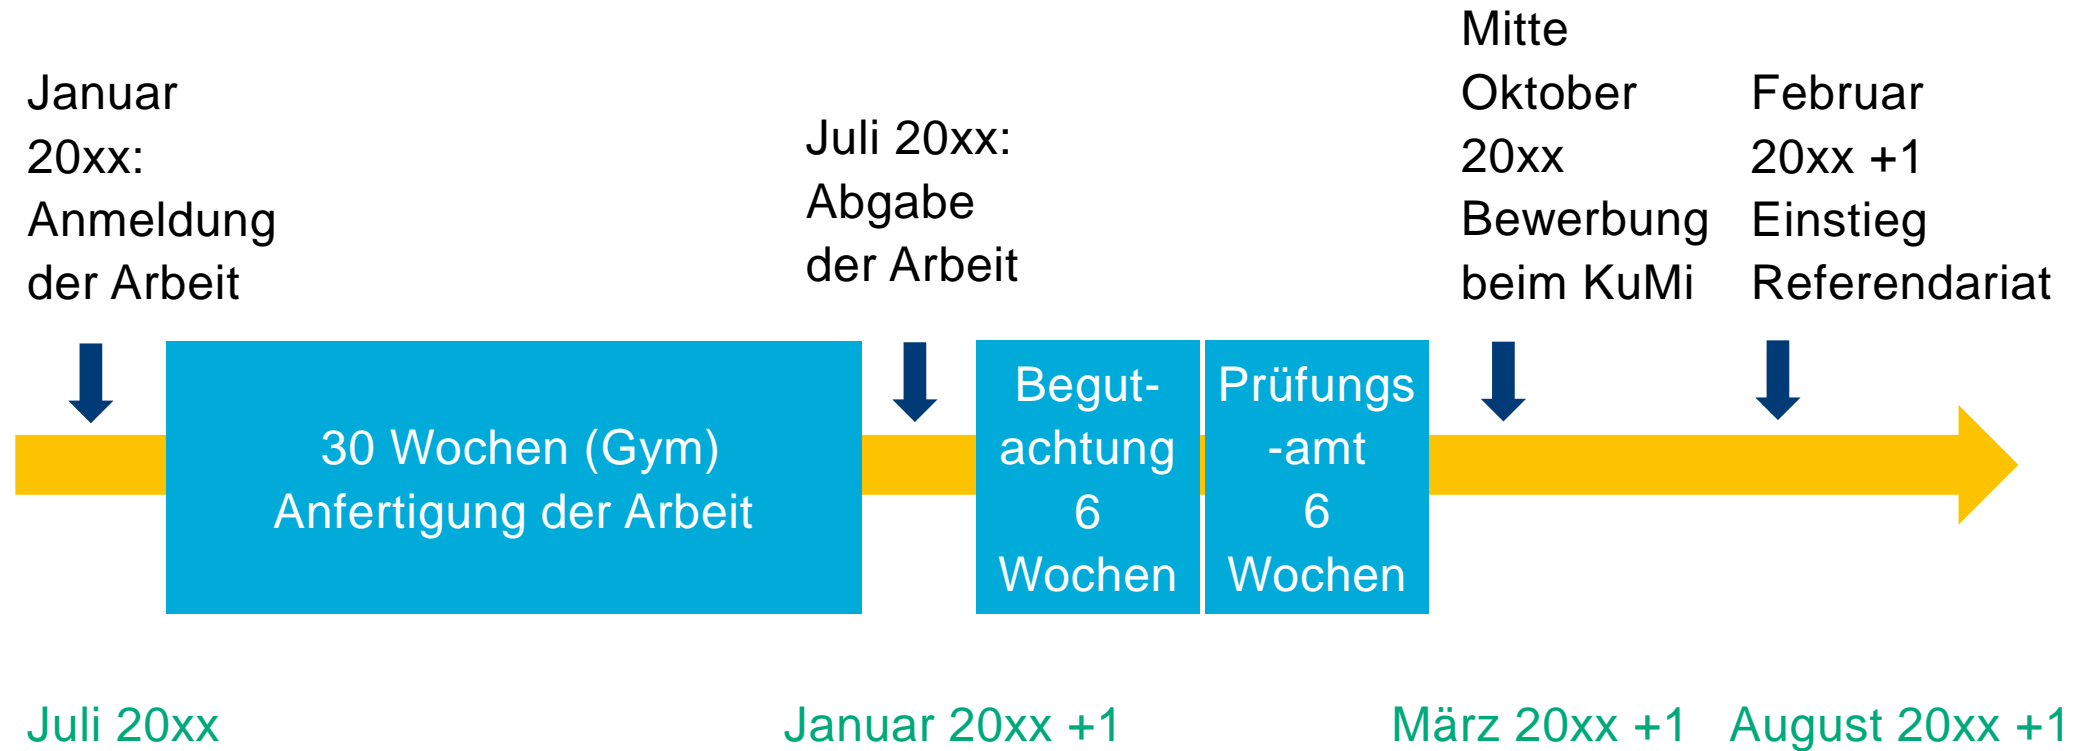 Januar
20xx:
Anmeldung
der Arbeit
Juli 20xx:
Abgabe
der Arbeit
Mitte
Oktober
20xx
Bewerbung
beim KuMi
Februar
20xx +1
Einstieg
Referendariat
30 Wochen (Gym)
Anfertigung der Arbeit
Begut-
achtung
6
Wochen
Prüfungs
-amt
6
Wochen
Juli 20xx
Januar 20xx +1
März 20xx +1
August 20xx +1